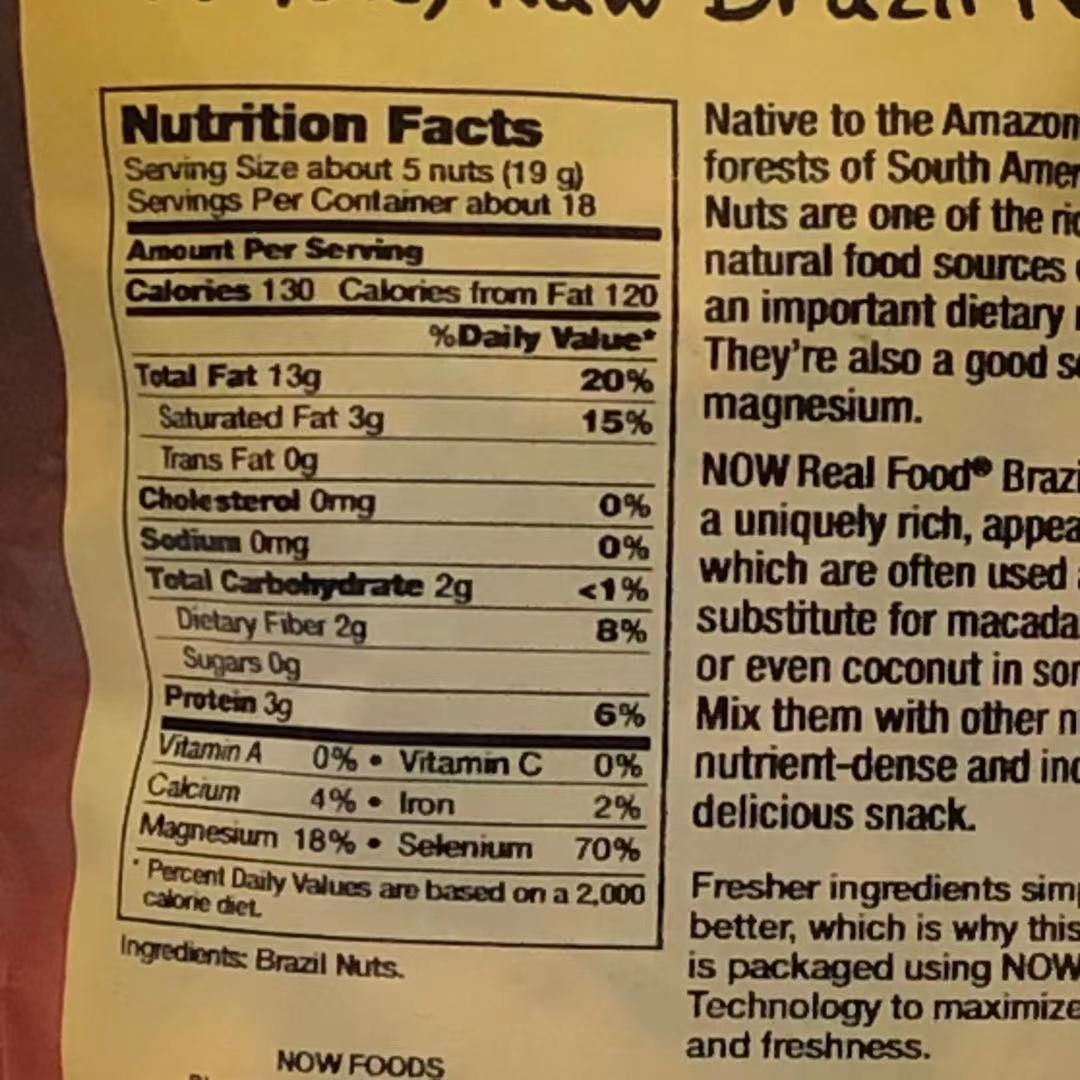 Raw Brazil
Nutrition Facts
Serving Size about 5 nuts (19 g)
Servings Per Container about 18
Amount Per Serving
Calories 130 Calories from Fat 120
%Daily Value*
Total Fat 13g 20%
Saturated Fat 3g 15%
Trans Fat 0g
Cholesterol 0mg 0%
Sodium 0mg 0%
Total Carbohydrate 2g <1%
Dietary Fiber 2g 8%
Sugars 0g
Protein 3g 6%
Vitamin A 0% • Vitamin C 0%
Calcium 4% • Iron 2%
Magnesium 18% • Selenium 70%
* Percent Daily Values are based on a 2,000
calorie diet.
Ingredients: Brazil Nuts.
NOW FOODS
Native to the Amazon
forests of South Amer
Nuts are one of the ric
natural food sources
an important dietary
They're also a good s
magnesium.
NOW Real Food® Brazi
a uniquely rich, appea
which are often used
substitute for macada
or even coconut in sor
Mix them with other n
nutrient-dense and inc
delicious snack.
Fresher ingredients simp
better, which is why this
is packaged using NOW
Technology to maximize
and freshness.